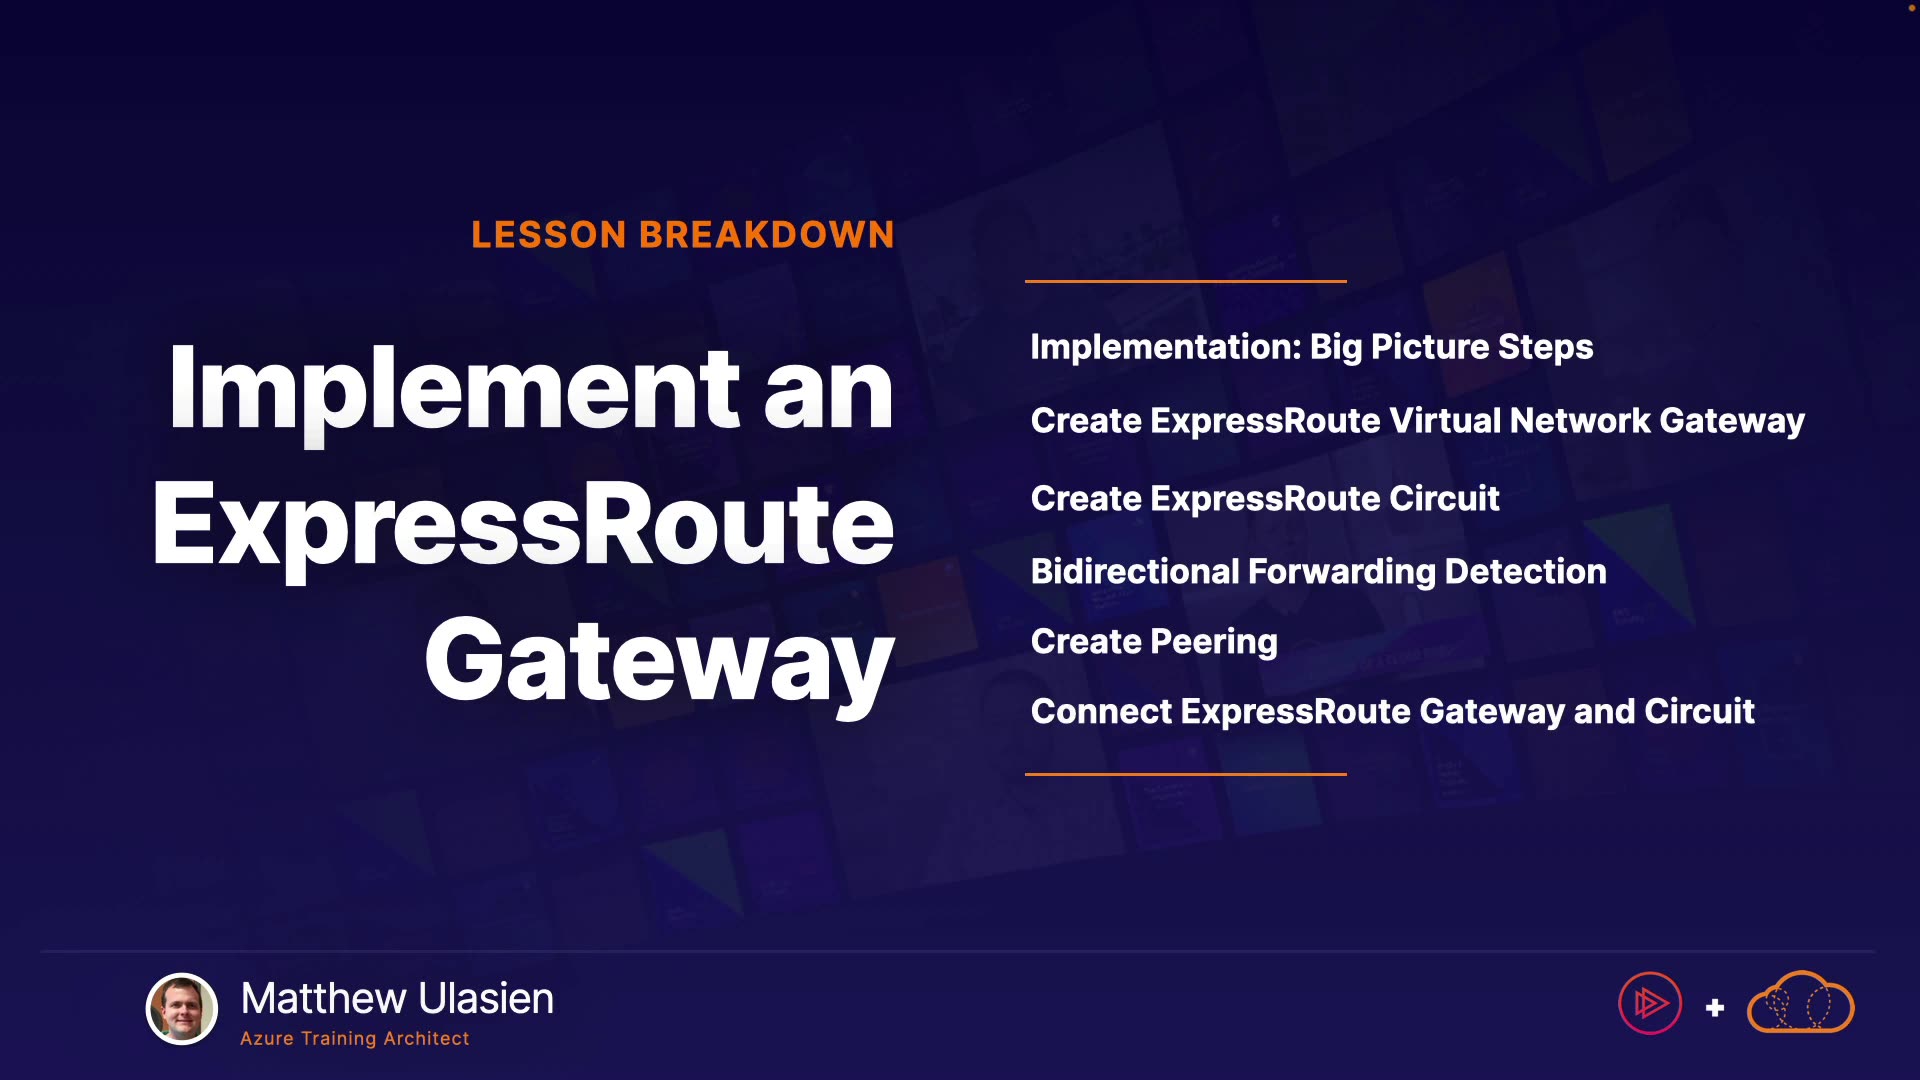 LESSON BREAKDOWN
Implement an
ExpressRoute
Gateway
Implementation: Big Picture Steps
Create ExpressRoute Virtual Network Gateway
Create ExpressRoute Circuit
Bidirectional Forwarding Detection
Create Peering
Connect ExpressRoute Gateway and Circuit
Matthew Ulasien
Azure Training Architect
+